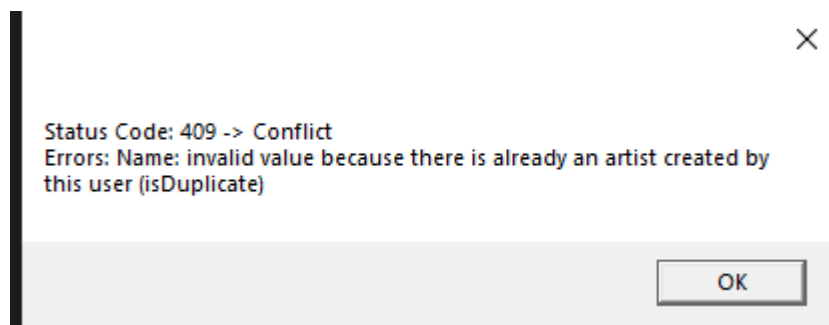 Status Code: 409 -> Conflict
Errors: Name: invalid value because there is already an artist created by
this user (isDuplicate)
OK